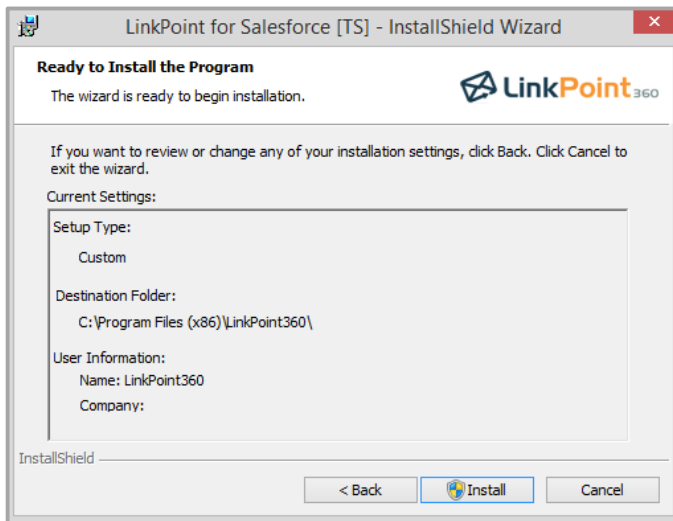 LinkPoint for Salesforce [TS] - InstallShield Wizard
Ready to Install the Program
The wizard is ready to begin installation.
LinkPoint360
If you want to review or change any of your installation settings, click Back. Click Cancel to
exit the wizard.
Current Settings:
Setup Type:
Custom
Destination Folder:
C:\Program Files (x86)\LinkPoint360\
User Information:
Name: LinkPoint360
Company:
InstallShield
< Back
Install
Cancel